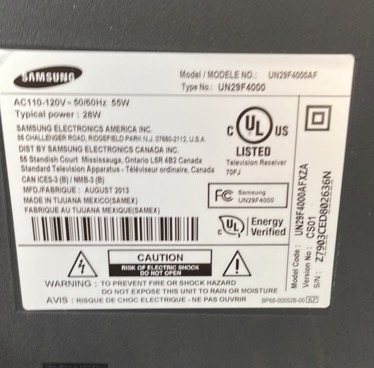 SAMSUNG
Model / MODELE NO.: UN29F4000AF
Type No.: UN29F4000
AC110-120V~ 50/60Hz 55W
Typical power : 28W
SAMSUNG ELECTRONICS AMERICA INC.
85 CHALLENGER ROAD, RIDGEFIELD PARK N.J. 07660-2112, U.S.A.
DIST BY SAMSUNG ELECTRONICS CANADA INC.
55 Standish Court Mississauga, Ontario L5R 4B2 Canada
Standard Television Apparatus - Téléviseur ordinaire, Canada
CAN ICES-3 (B) / NMB-3 (B)
MFD./FABRIQUE : AUGUST 2013
MADE IN TIJUANA MEXICO(SAMEX)
FABRIQUE AU TIJUANA MEXIQUE(SAMEX)
C UL US
LISTED
Television Receiver
70FJ
FC Samsung
UN29F4000
UL Energy
Verified
Model Code : UN29F4000AFXZA
Version No : CS01
S/N : Z7903CED802636N
CAUTION
RISK OF ELECTRIC SHOCK
DO NOT OPEN
WARNING : TO PREVENT FIRE OR SHOCK HAZARD
DO NOT EXPOSE THIS UNIT TO RAIN OR MOISTURE
AVIS : RISQUE DE CHOC ELECTRIQUE - NE PAS OUVRIR
BP68-00052B-00